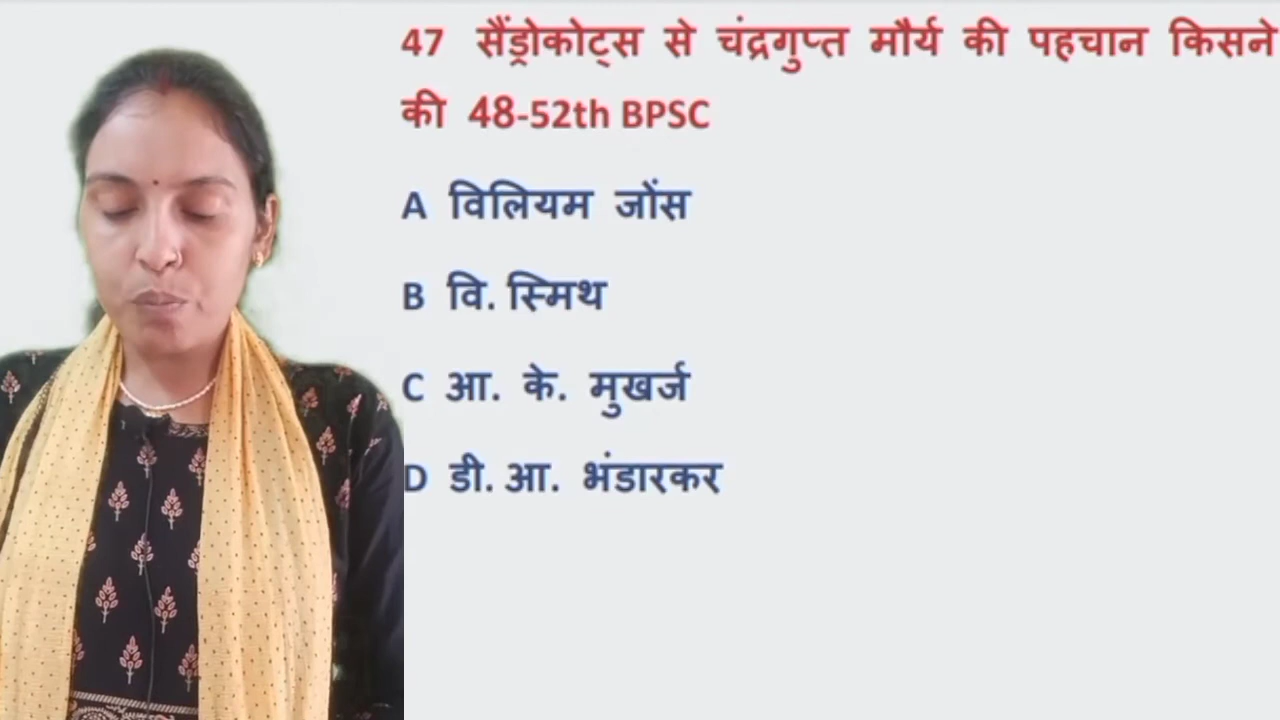 47 सैंड्रोकोट्स से चंद्रगुप्त मौर्य की पहचान किसने
की 48-52th BPSC
A विलियम जोंस
B वि. स्मिथ
C आ. के. मुखर्ज
D डी. आ. भंडारकर